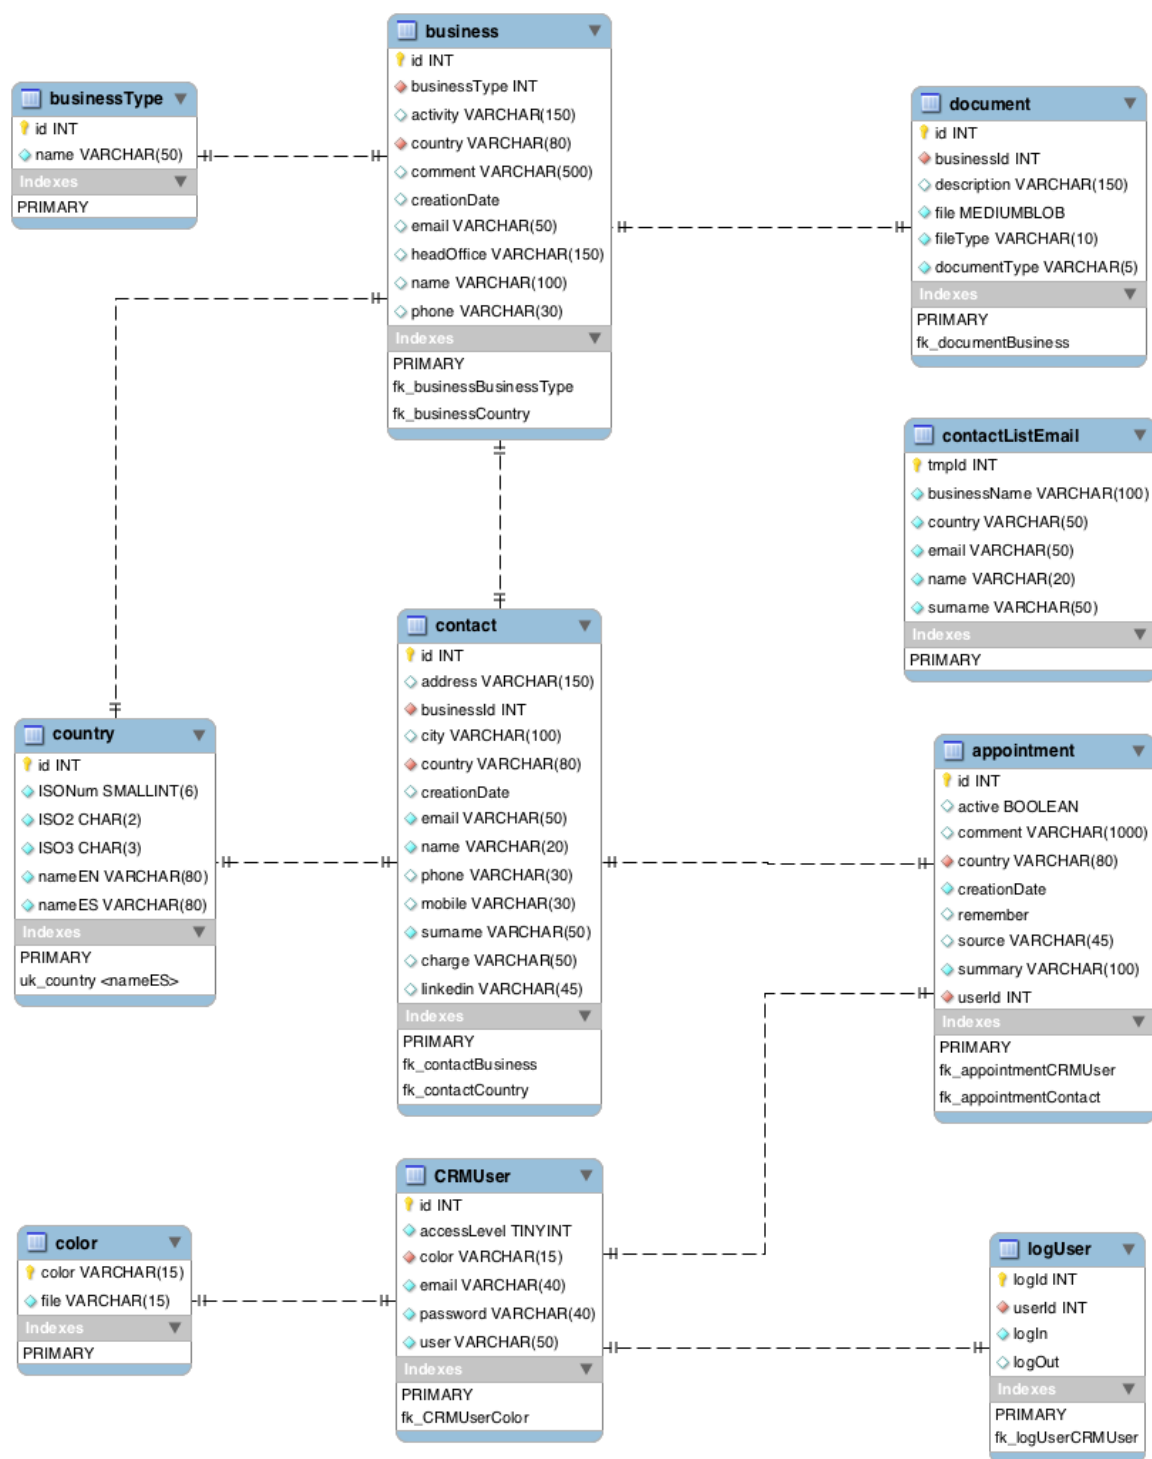 business
id INT
businessType INT
activity VARCHAR(150)
country VARCHAR(80)
comment VARCHAR(500)
creationDate
email VARCHAR(50)
headOffice VARCHAR(150)
name VARCHAR(100)
phone VARCHAR(30)
Indexes
PRIMARY
fk_businessBusinessType
fk_businessCountry
businessType
id INT
name VARCHAR(50)
Indexes
PRIMARY
document
id INT
businessId INT
description VARCHAR(150)
file MEDIUMBLOB
fileType VARCHAR(10)
documentType VARCHAR(5)
Indexes
PRIMARY
fk_documentBusiness
contactListEmail
tmpId INT
businessName VARCHAR(100)
country VARCHAR(50)
email VARCHAR(50)
name VARCHAR(20)
surname VARCHAR(50)
Indexes
PRIMARY
contact
id INT
address VARCHAR(150)
businessId INT
city VARCHAR(100)
country VARCHAR(80)
creationDate
email VARCHAR(50)
name VARCHAR(20)
phone VARCHAR(30)
mobile VARCHAR(30)
surname VARCHAR(50)
charge VARCHAR(50)
linkedin VARCHAR(45)
Indexes
PRIMARY
fk_contactBusiness
fk_contactCountry
country
id INT
ISONum SMALLINT(6)
ISO2 CHAR(2)
ISO3 CHAR(3)
nameEN VARCHAR(80)
nameES VARCHAR(80)
Indexes
PRIMARY
uk_country <nameES>
appointment
id INT
active BOOLEAN
comment VARCHAR(1000)
country VARCHAR(80)
creationDate
remember
source VARCHAR(45)
summary VARCHAR(100)
userId INT
Indexes
PRIMARY
fk_appointmentCRMUser
fk_appointmentContact
CRMUser
id INT
accessLevel TINYINT
color VARCHAR(15)
email VARCHAR(40)
password VARCHAR(40)
user VARCHAR(50)
Indexes
PRIMARY
fk_CRMUserColor
color
color VARCHAR(15)
file VARCHAR(15)
Indexes
PRIMARY
logUser
logId INT
userId INT
logIn
logOut
Indexes
PRIMARY
fk_logUserCRMUser